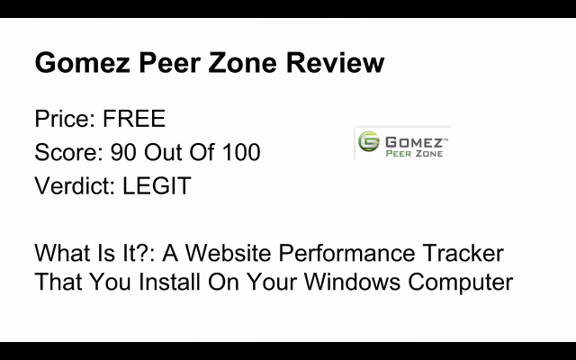 Gomez Peer Zone Review
Price: FREE
Score: 90 Out Of 100
Verdict: LEGIT
GOMEZ™
PEER ZONE
What Is It?: A Website Performance Tracker
That You Install On Your Windows Computer